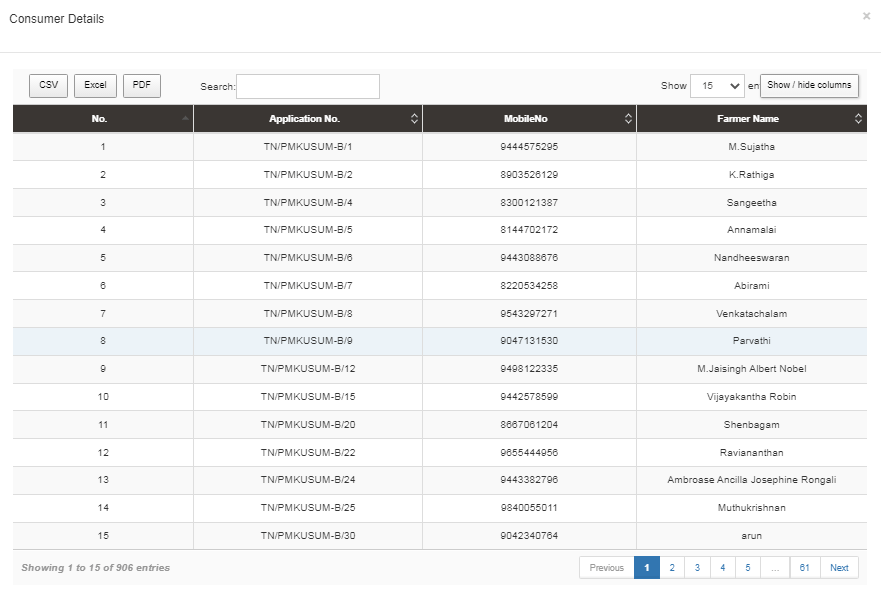 Consumer Details ×
CSV Excel PDF Search: Show 15 en Show / hide columns
No. Application No. MobileNo Farmer Name
1 TN/PMKUSUM-B/1 9444575295 M.Sujatha
2 TN/PMKUSUM-B/2 8903526129 K.Rathiga
3 TN/PMKUSUM-B/4 8300121387 Sangeetha
4 TN/PMKUSUM-B/5 8144702172 Annamalai
5 TN/PMKUSUM-B/6 9443088676 Nandheeswaran
6 TN/PMKUSUM-B/7 8220534258 Abirami
7 TN/PMKUSUM-B/8 9543297271 Venkatachalam
8 TN/PMKUSUM-B/9 9047131530 Parvathi
9 TN/PMKUSUM-B/12 9498122335 M.Jaisingh Albert Nobel
10 TN/PMKUSUM-B/15 9442578599 Vijayakantha Robin
11 TN/PMKUSUM-B/20 8667061204 Shenbagam
12 TN/PMKUSUM-B/22 9655444956 Raviananthan
13 TN/PMKUSUM-B/24 9443382796 Ambroase Ancilla Josephine Rongali
14 TN/PMKUSUM-B/25 9840055011 Muthukrishnan
15 TN/PMKUSUM-B/30 9042340764 arun
Showing 1 to 15 of 906 entries Previous 1 2 3 4 5 ... 61 Next